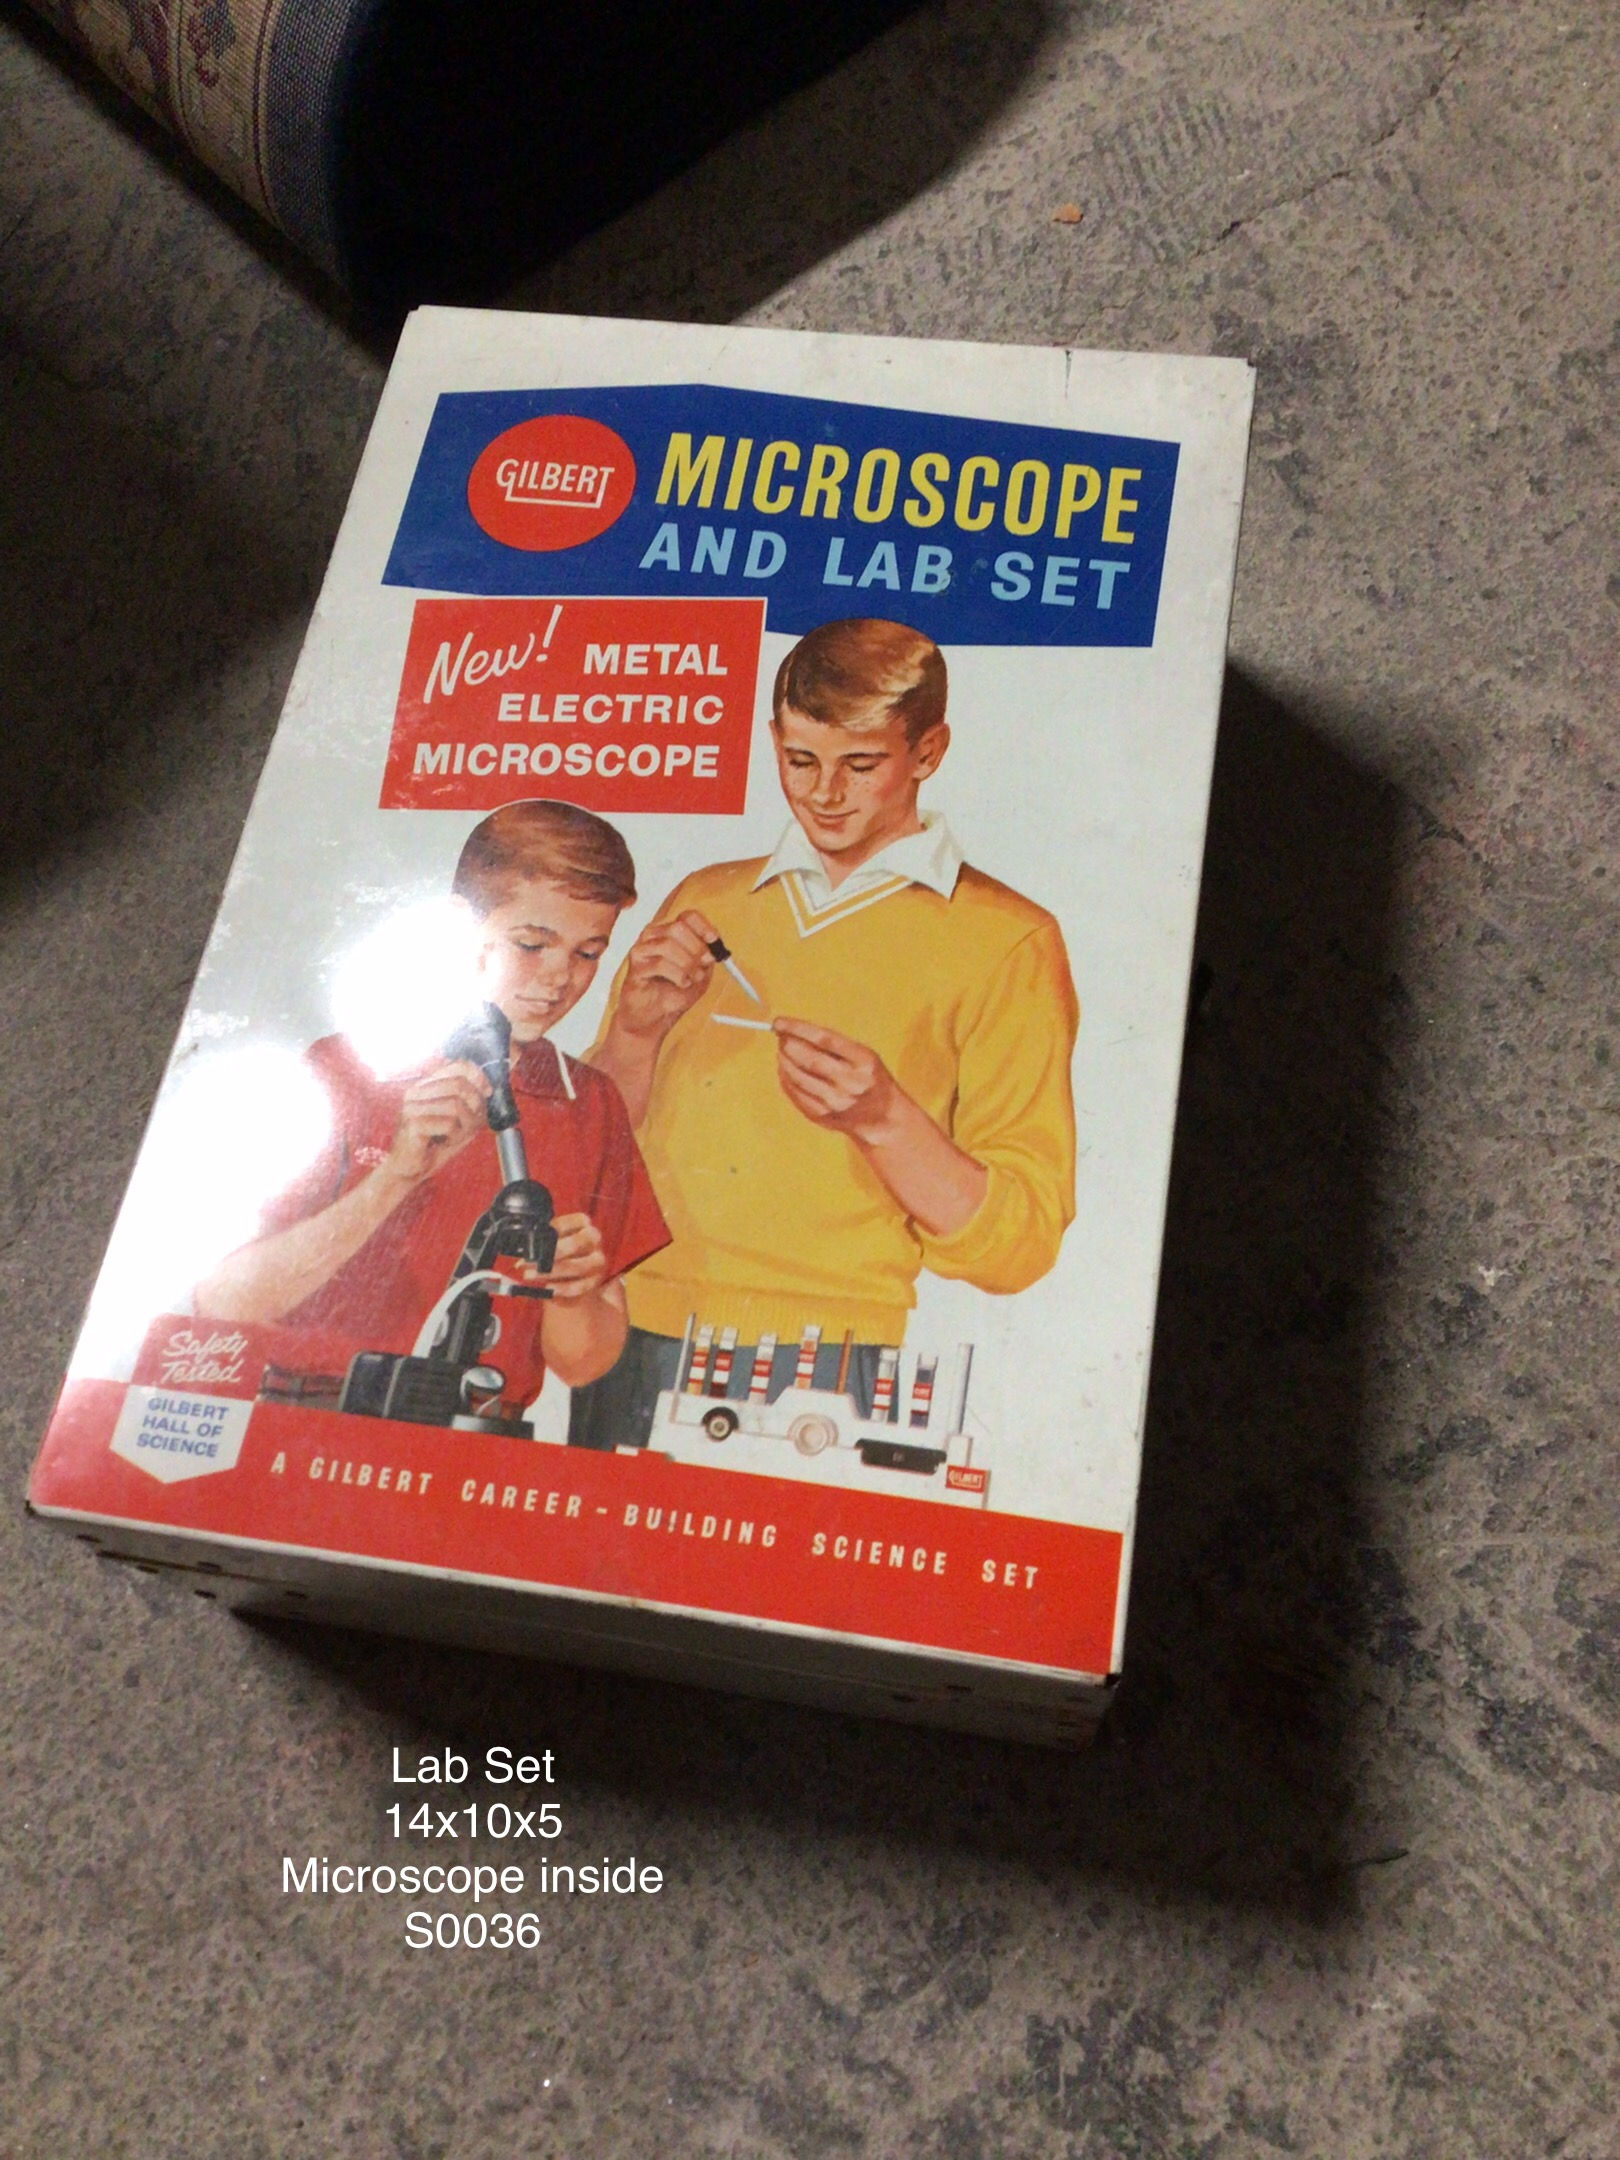 GILBERT
MICROSCOPE
AND LAB SET
New! METAL
ELECTRIC
MICROSCOPE
Safety
Tested
GILBERT
HALL OF
SCIENCE
GILBERT
A GILBERT CAREER-BUILDING SCIENCE SET
Lab Set
14x10x5
Microscope inside
S0036